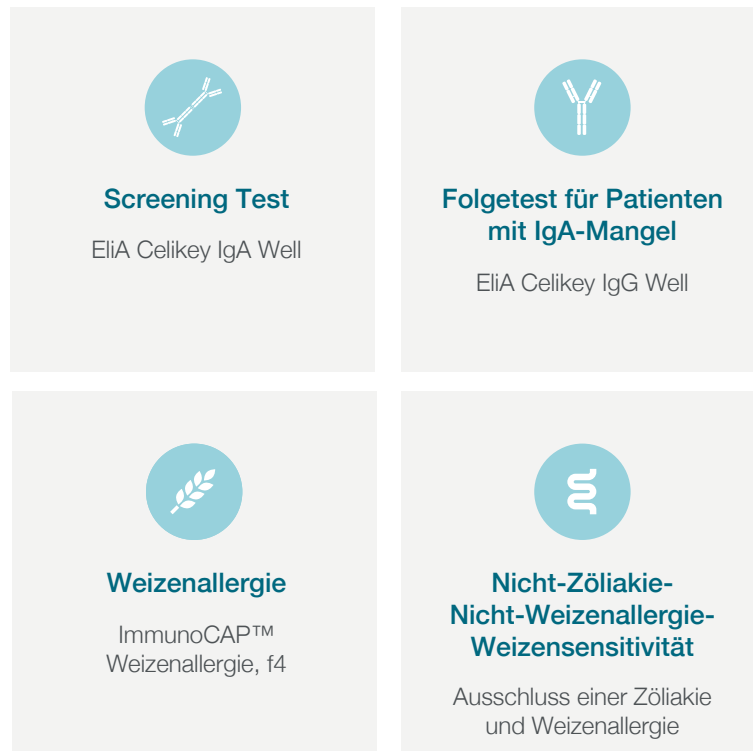 Screening Test
EliA Celikey IgA Well
Folgetest für Patienten
mit IgA-Mangel
EliA Celikey IgG Well
Weizenallergie
ImmunoCAP™
Weizenallergie, f4
Nicht-Zöliakie-
Nicht-Weizenallergie-
Weizensensitivität
Ausschluss einer Zöliakie
und Weizenallergie